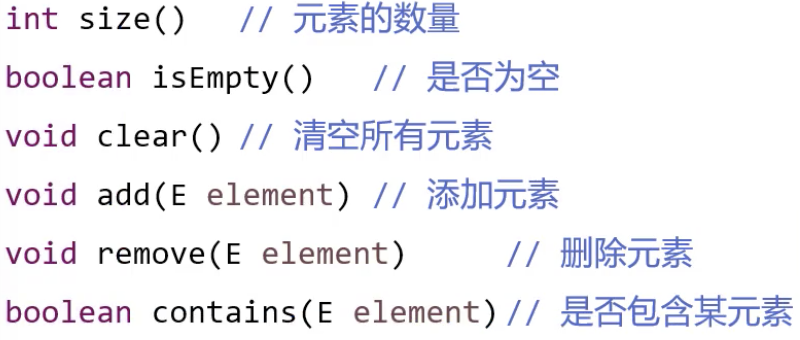 int size() // 元素的数量
boolean isEmpty() // 是否为空
void clear() // 清空所有元素
void add(E element) // 添加元素
void remove(E element) // 删除元素
boolean contains(E element) // 是否包含某元素